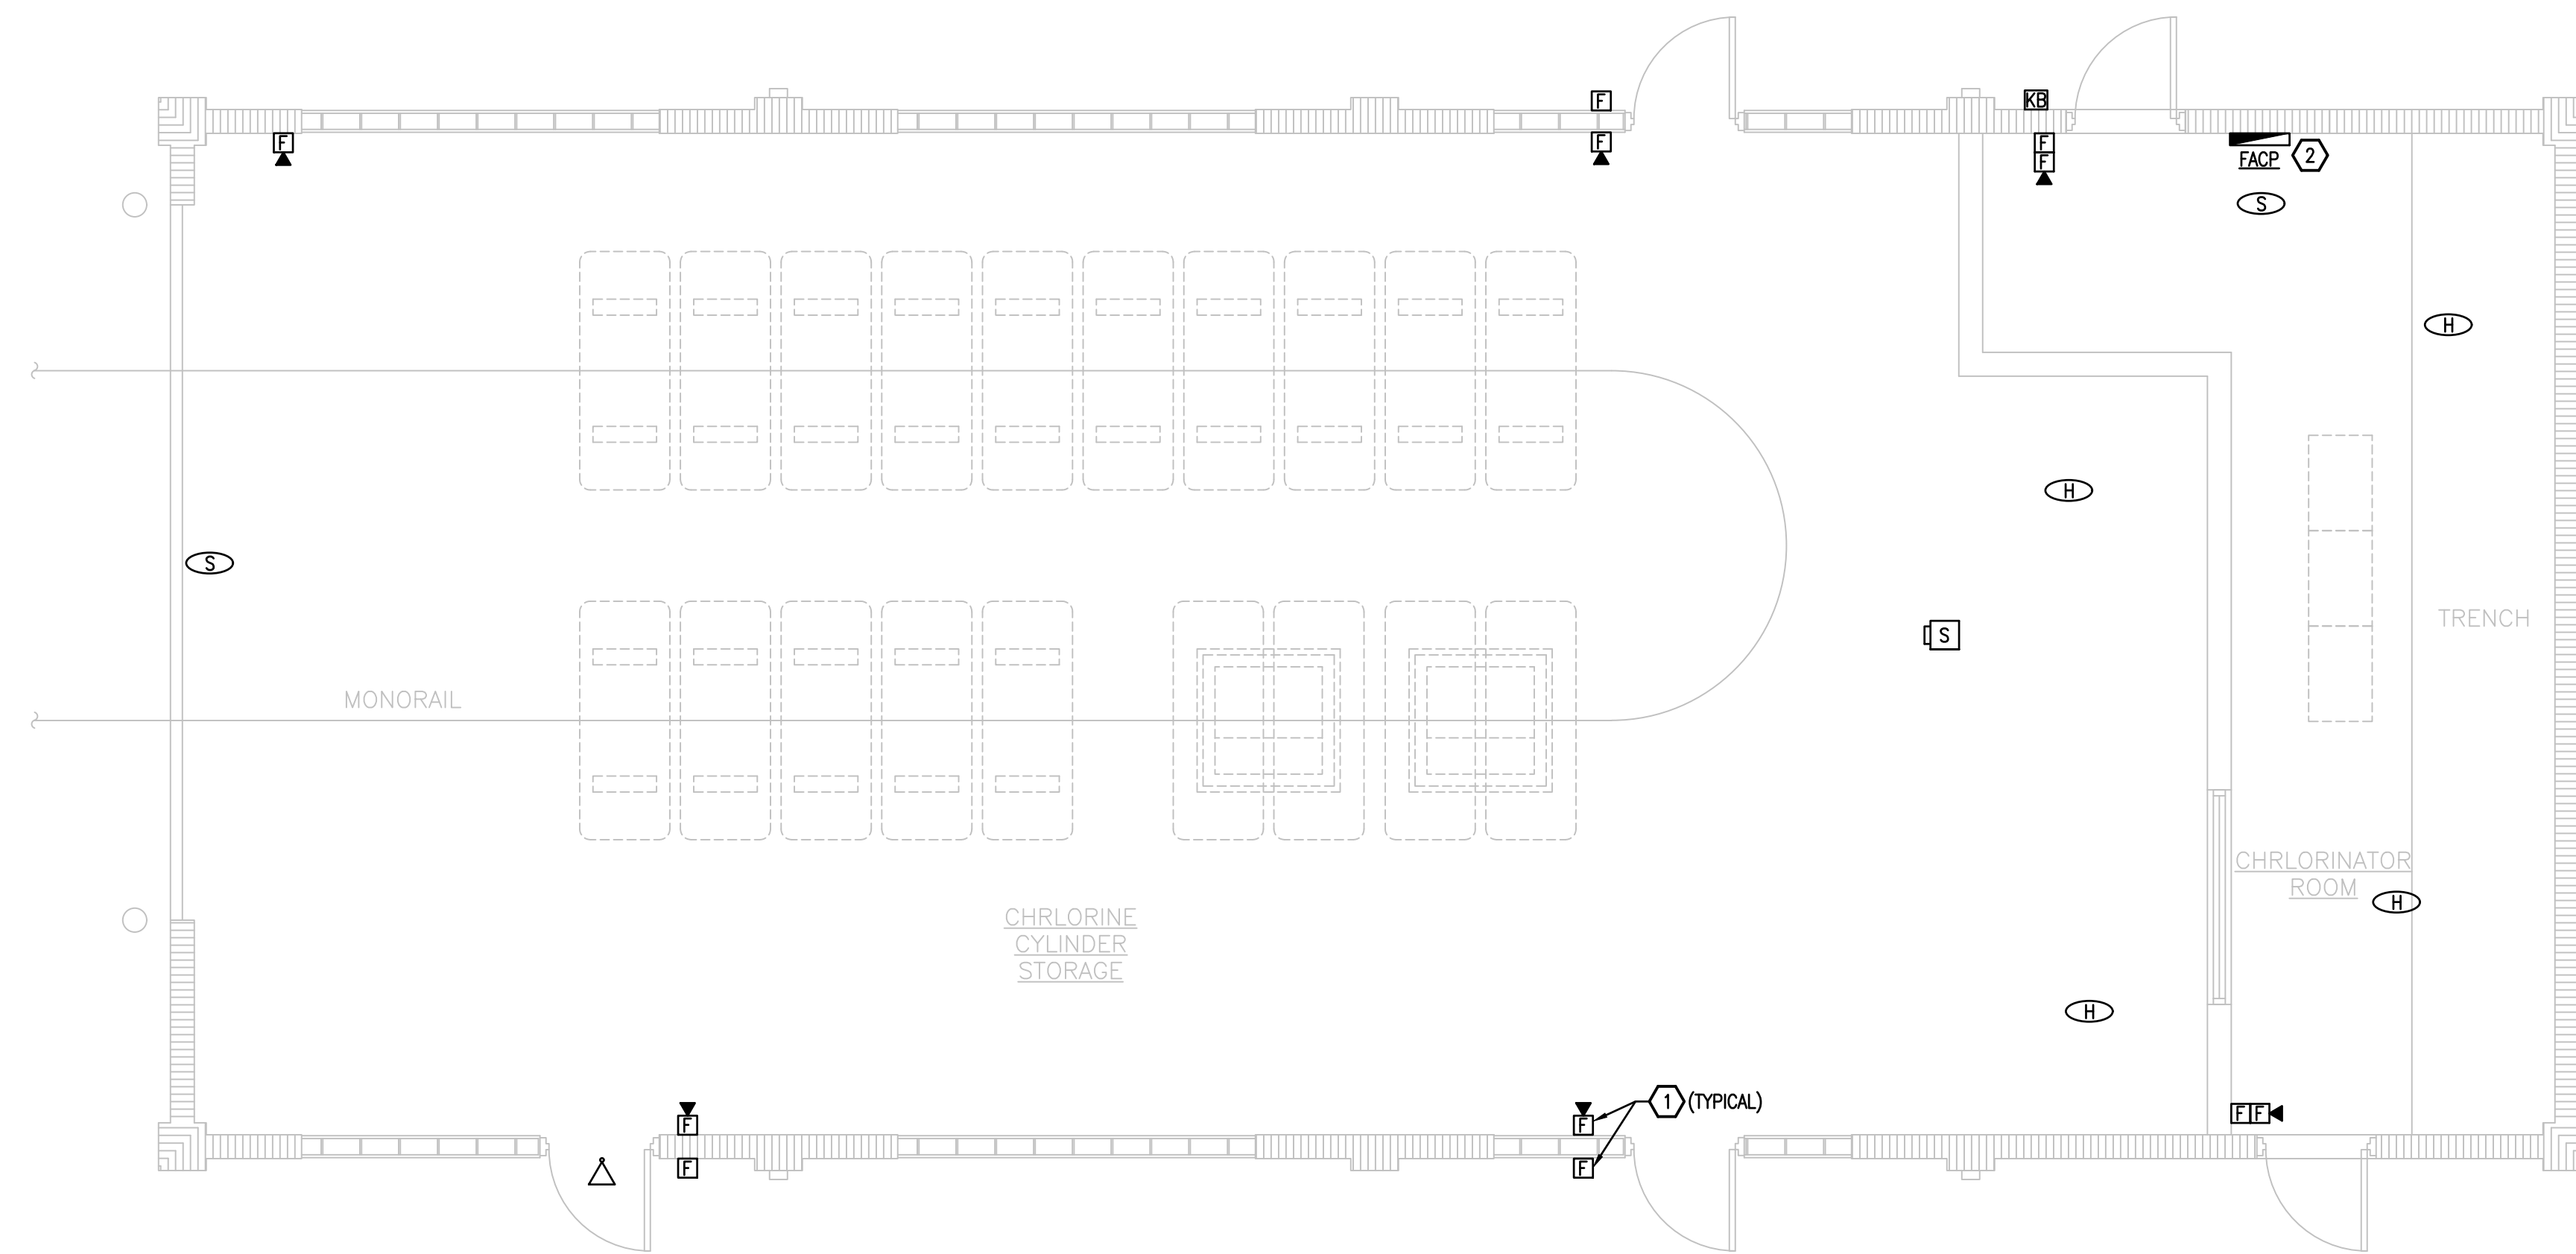 F
KB
F
F
F
F
F
FACP
2
S
H
H
S
TRENCH
S
MONORAIL
CHRLORINATOR
ROOM
H
CHRLORINE
CYLINDER
STORAGE
H
1 (TYPICAL)
F
F
F F
F
F